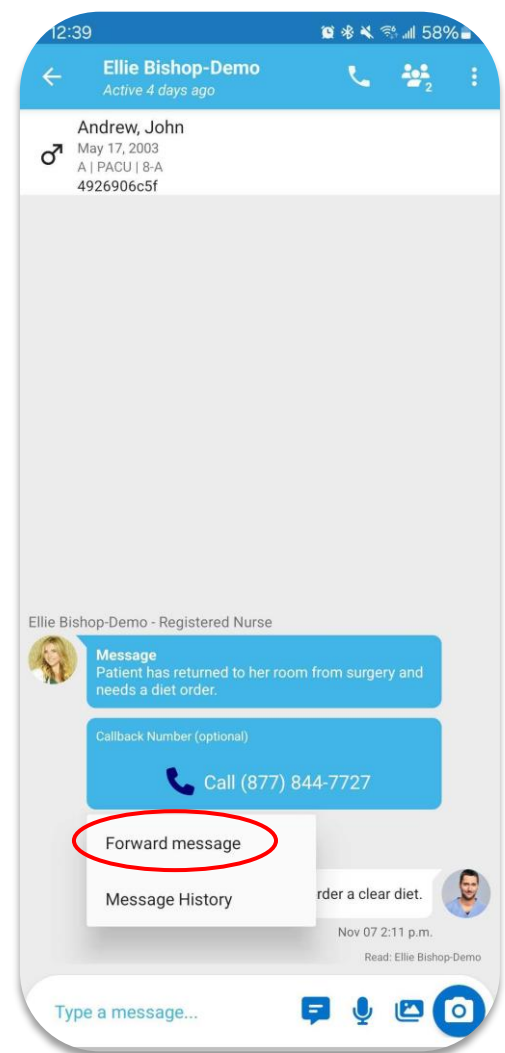 12:39 58%
Ellie Bishop-Demo
Active 4 days ago
2
Andrew, John
May 17, 2003
A | PACU | 8-A
4926906c5f
Ellie Bishop-Demo - Registered Nurse
Message
Patient has returned to her room from surgery and
needs a diet order.
Callback Number (optional)
Call (877) 844-7727
Forward message
Message History
a clear diet.
Nov 07 2:11 p.m.
Read: Ellie Bishop-Demo
Type a message...